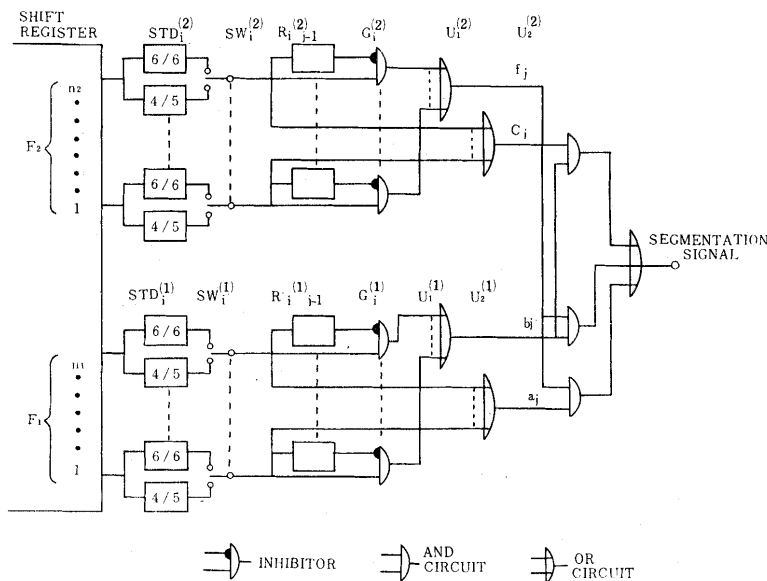 SHIFT REGISTER
STD_i^(2) SW_i^(2) R_i^(2)_j-1 G_i^(2) U_1^(2) U_2^(2)
6/6
n2
4/5
f_j
F2
C_j
6/6
1
4/5
SEGMENTATION SIGNAL
STD_i^(1) SW_i^(1) R_i^(1)_j-1 G_i^(1) U_1^(1) U_2^(1)
6/6
b_j
4/5
F1
a_j
6/6
1
4/5
INHIBITOR
AND CIRCUIT
OR CIRCUIT